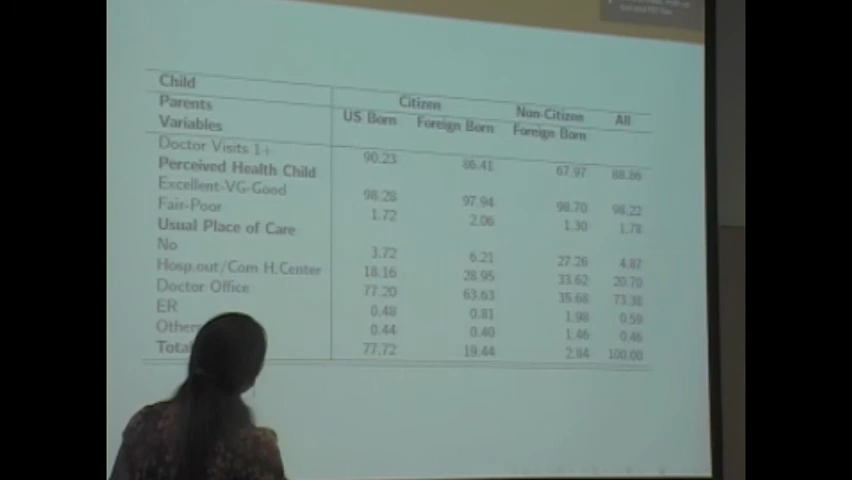 Child
Parents Citizen Non-Citizen All
Variables US Born Foreign Born Foreign Born
Doctor Visits 1+ 90.23 86.41 67.97 88.86
Perceived Health Child
Excellent-VG-Good 98.28 97.94 98.70 98.22
Fair-Poor 1.72 2.06 1.30 1.78
Usual Place of Care
No 3.72 6.21 27.26 4.87
Hosp.out/Com H.Center 18.16 28.95 33.62 20.70
Doctor Office 77.20 63.63 35.68 73.38
ER 0.48 0.81 1.98 0.59
Other 0.44 0.40 1.46 0.46
Total 77.72 19.44 2.84 100.00